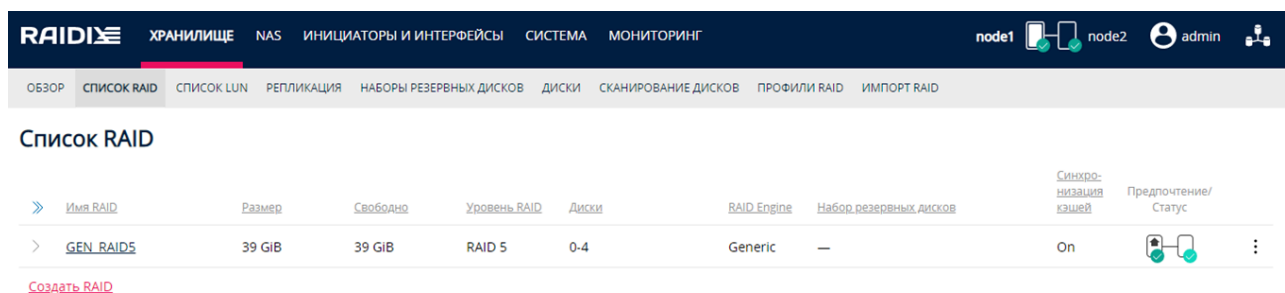 RAIDIX ХРАНИЛИЩЕ NAS ИНИЦИАТОРЫ И ИНТЕРФЕЙСЫ СИСТЕМА МОНИТОРИНГ node1 node2 admin
ОБЗОР СПИСОК RAID СПИСОК LUN РЕПЛИКАЦИЯ НАБОРЫ РЕЗЕРВНЫХ ДИСКОВ ДИСКИ СКАНИРОВАНИЕ ДИСКОВ ПРОФИЛИ RAID ИМПОРТ RAID
Список RAID
Имя RAID Размер Свободно Уровень RAID Диски RAID Engine Набор резервных дисков Синхро-
низация
кэшей Предпочтение/
Статус
GEN_RAID5 39 GiB 39 GiB RAID 5 0-4 Generic — On
Создать RAID